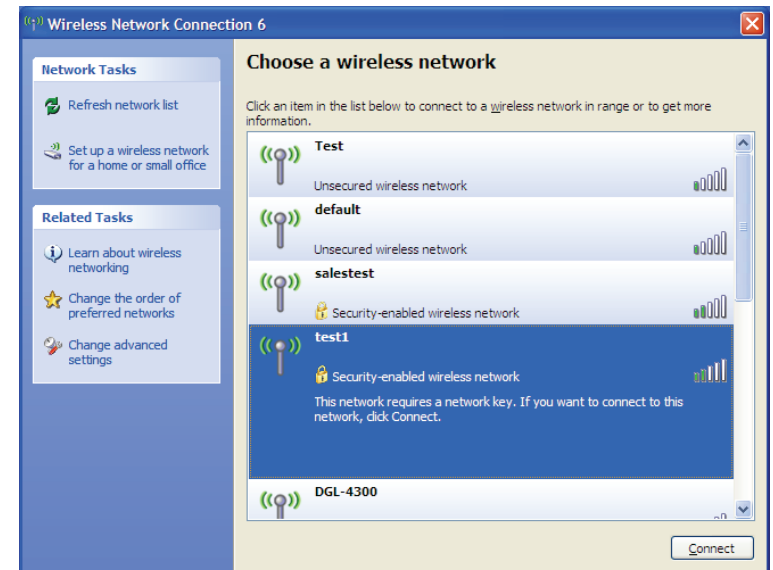 Wireless Network Connection 6
Network Tasks
Refresh network list
Set up a wireless network
for a home or small office
Related Tasks
Learn about wireless
networking
Change the order of
preferred networks
Change advanced
settings
Choose a wireless network
Click an item in the list below to connect to a wireless network in range or to get more
information.
Test
Unsecured wireless network
default
Unsecured wireless network
salestest
Security-enabled wireless network
test1
Security-enabled wireless network
This network requires a network key. If you want to connect to this
network, click Connect.
DGL-4300
Connect